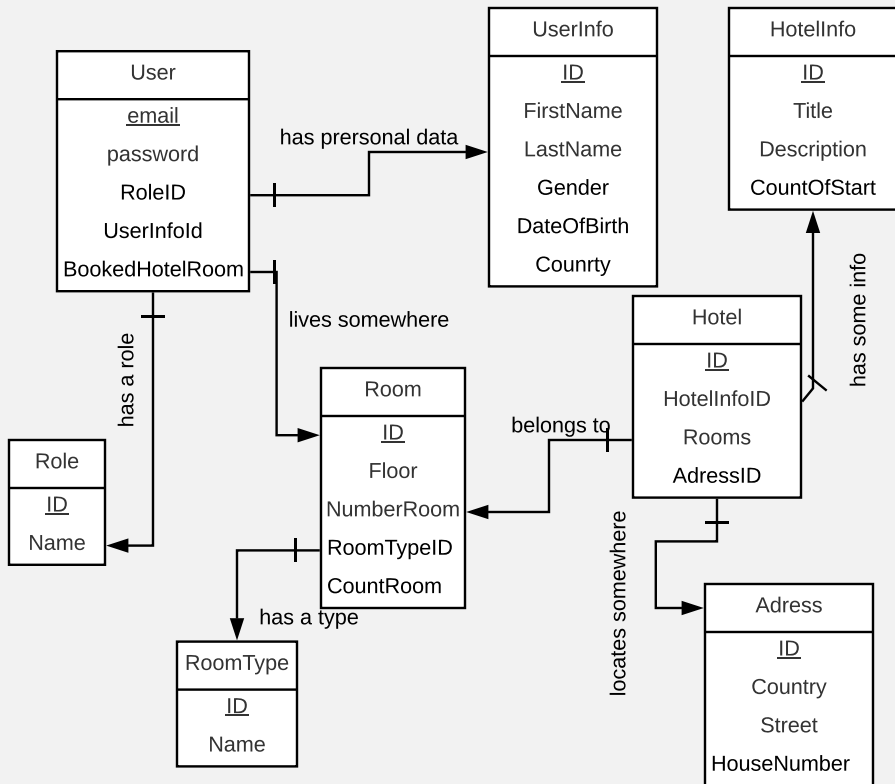 User
email
password
RoleID
UserInfoId
BookedHotelRoom
has prersonal data
UserInfo
ID
FirstName
LastName
Gender
DateOfBirth
Counrty
HotelInfo
ID
Title
Description
CountOfStart
has some info
lives somewhere
has a role
Role
ID
Name
Room
ID
Floor
NumberRoom
RoomTypeID
CountRoom
belongs to
Hotel
ID
HotelInfoID
Rooms
AdressID
has a type
RoomType
ID
Name
locates somewhere
Adress
ID
Country
Street
HouseNumber